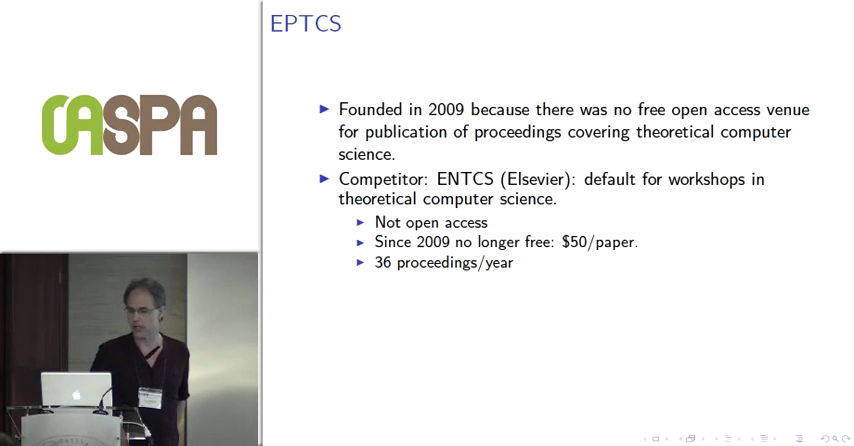 EPTCS
OASPA
Founded in 2009 because there was no free open access venue
for publication of proceedings covering theoretical computer
science.
Competitor: ENTCS (Elsevier): default for workshops in
theoretical computer science.
Not open access
Since 2009 no longer free: $50/paper.
36 proceedings/year